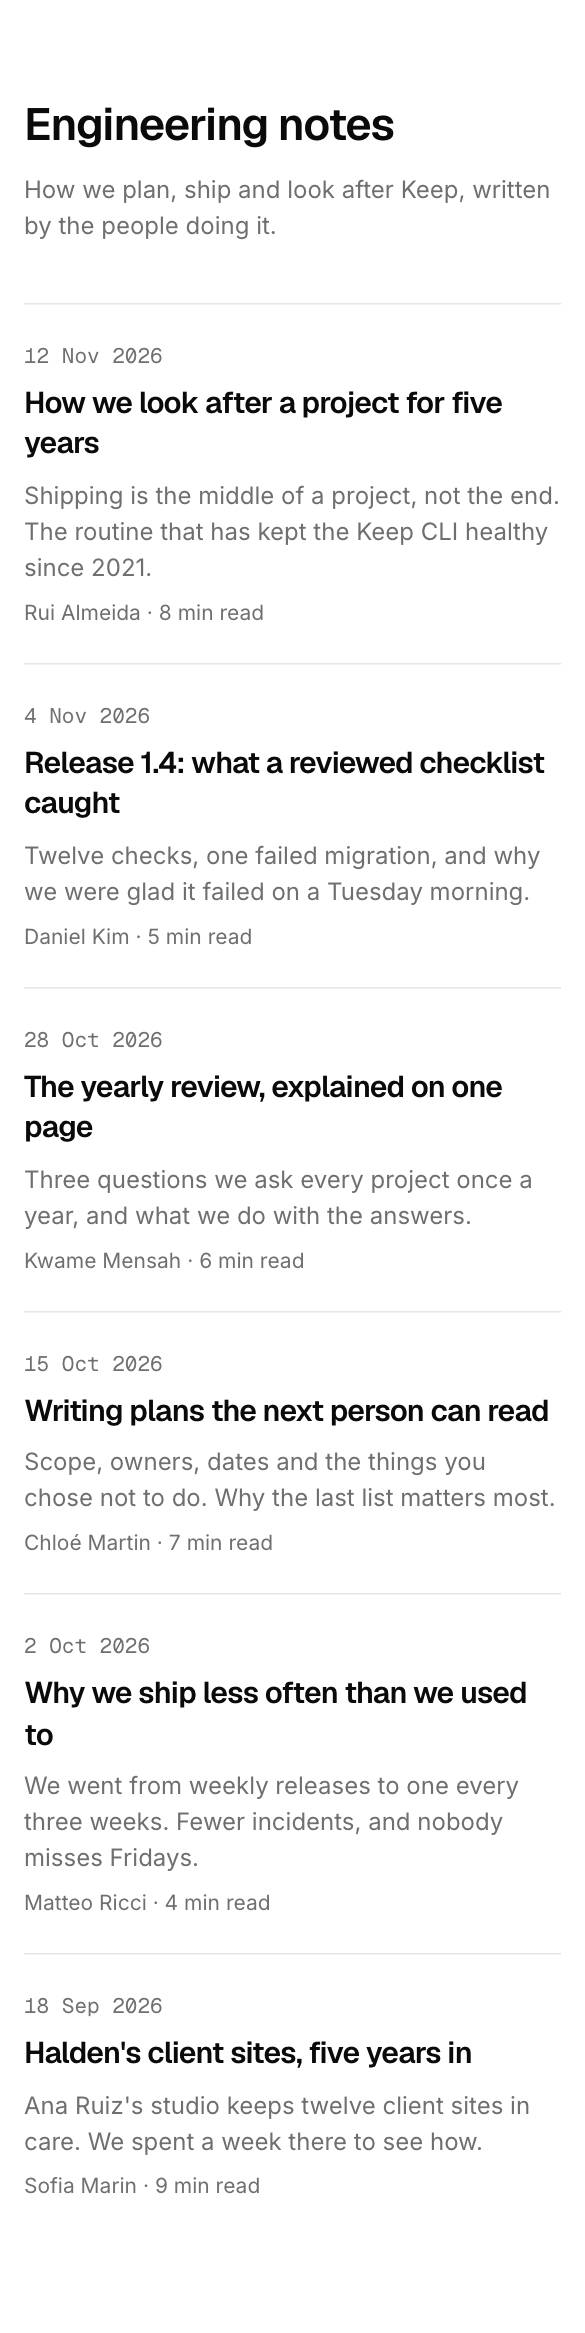 Engineering notes
How we plan, ship and look after Keep, written
by the people doing it.
12 Nov 2026
How we look after a project for five
years
Shipping is the middle of a project, not the end.
The routine that has kept the Keep CLI healthy
since 2021.
Rui Almeida · 8 min read
4 Nov 2026
Release 1.4: what a reviewed checklist
caught
Twelve checks, one failed migration, and why
we were glad it failed on a Tuesday morning.
Daniel Kim · 5 min read
28 Oct 2026
The yearly review, explained on one
page
Three questions we ask every project once a
year, and what we do with the answers.
Kwame Mensah · 6 min read
15 Oct 2026
Writing plans the next person can read
Scope, owners, dates and the things you
chose not to do. Why the last list matters most.
Chloé Martin · 7 min read
2 Oct 2026
Why we ship less often than we used
to
We went from weekly releases to one every
three weeks. Fewer incidents, and nobody
misses Fridays.
Matteo Ricci · 4 min read
18 Sep 2026
Halden's client sites, five years in
Ana Ruiz's studio keeps twelve client sites in
care. We spent a week there to see how.
Sofia Marin · 9 min read